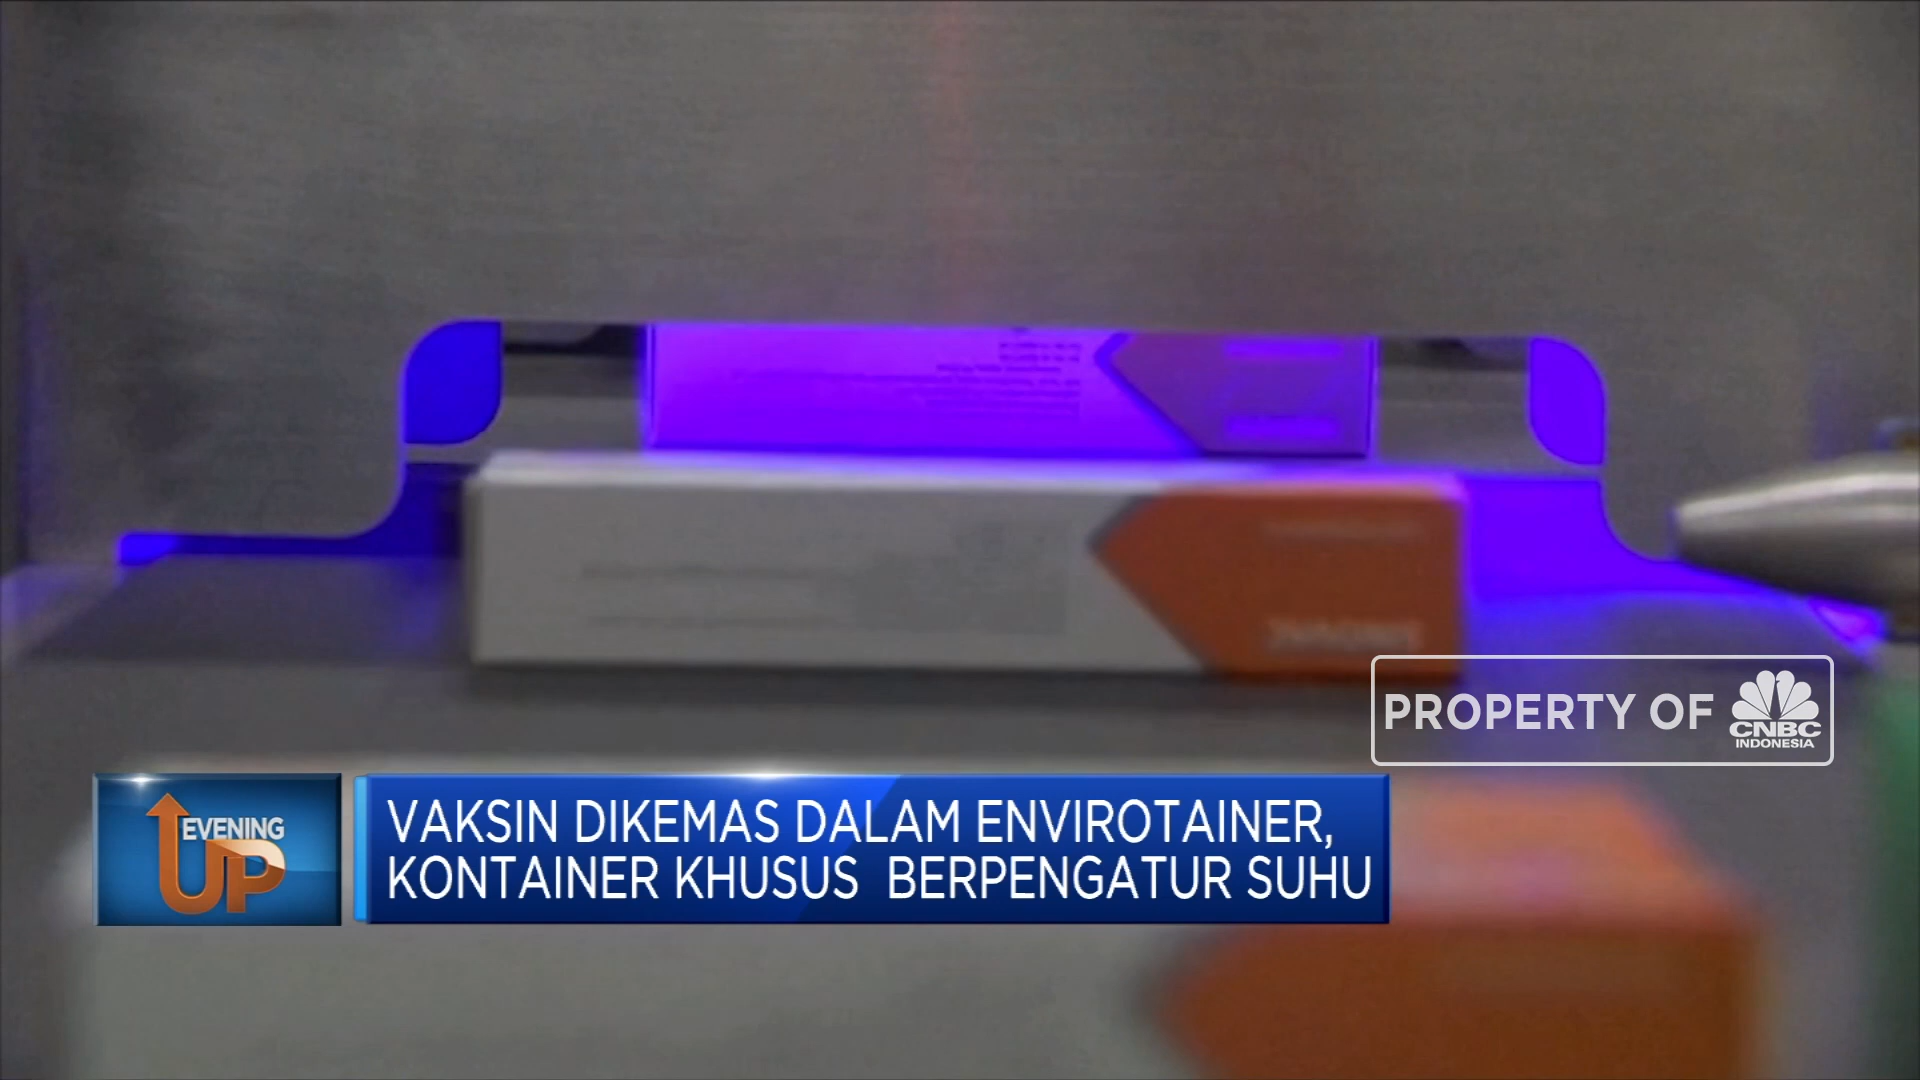 PROPERTY OF
CNBC
INDONESIA
EVENING
UP
VAKSIN DIKEMAS DALAM ENVIROTAINER,
KONTAINER KHUSUS BERPENGATUR SUHU